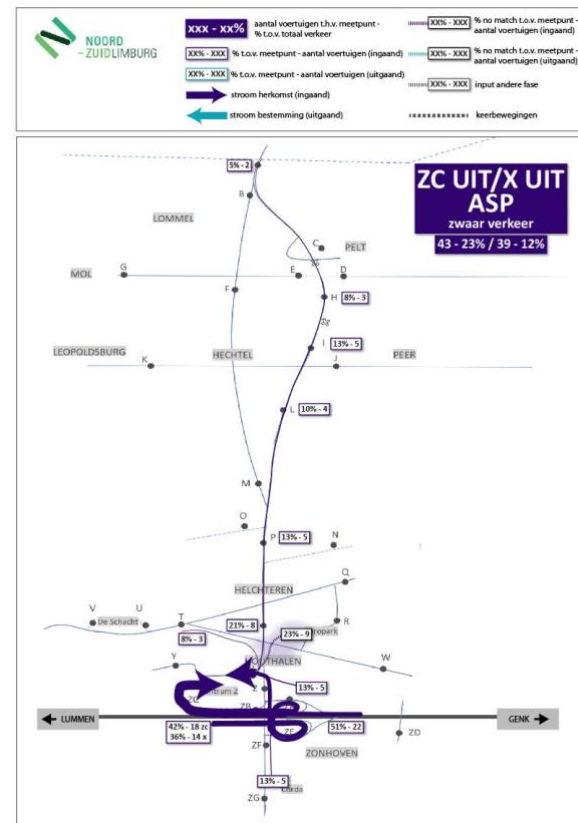 NOORD
-ZUIDLIMBURG
xxx - xx%
aantal voertuigen t.h.v. meetpunt -
% t.o.v. totaal verkeer
XX% - XXX
% t.o.v. meetpunt - aantal voertuigen (ingaand)
XX% - XXX
% t.o.v. meetpunt - aantal voertuigen (uitgaand)
stroom herkomst (ingaand)
stroom bestemming (uitgaand)
XX% - XXX
% no match t.o.v. meetpunt -
aantal voertuigen (ingaand)
XX% - XXX
% no match t.o.v. meetpunt -
aantal voertuigen (uitgaand)
XX% - XXX
input andere fase
keerbewegingen
ZC UIT/X UIT
ASP
zwaar verkeer
43 - 23% / 39 - 12%
5% - 2
B
LOMMEL
C
PELT
MOL
G
E
D
F
H
8% - 3
I
13% - 5
LEOPOLDSBURG
HECHTEL
PEER
K
J
L
10% - 4
M
O
P
13% - 5
N
HELCHTEREN
Q
V
U
T
De Schacht
21% - 8
23% - 9
R
ropark
8% - 3
Y
W
13% - 5
Z
ntrum Z
ZC
ZB
LUMMEN
GENK
42% - 18 zc
36% - 14 x
ZE
51% - 22
ZD
ZF
ZONHOVEN
13% - 5
ZG